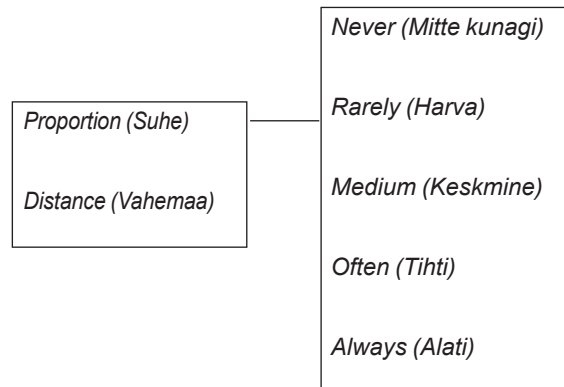 Proportion (Suhe)
Distance (Vahemaa)
Never (Mitte kunagi)
Rarely (Harva)
Medium (Keskmine)
Often (Tihti)
Always (Alati)